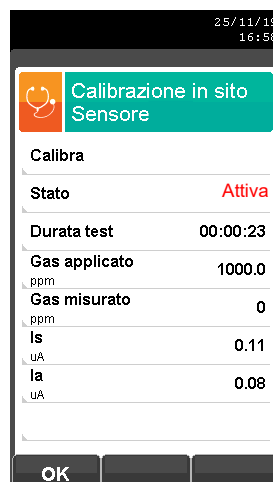 25/11/19
16:58
Calibrazione in sito
Sensore
Calibra
Stato Attiva
Durata test 00:00:23
Gas applicato 1000.0
ppm
Gas misurato 0
ppm
Is 0.11
uA
Ia 0.08
uA
OK